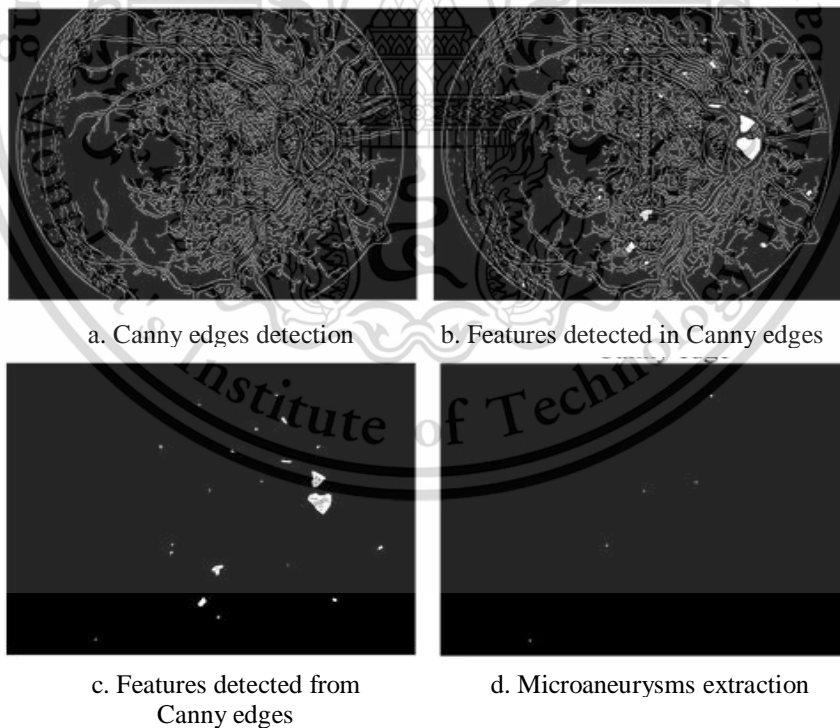 a. Canny edges detection
b. Features detected in Canny edges
Institute of Technology
c. Features detected from
Canny edges
d. Microaneurysms extraction